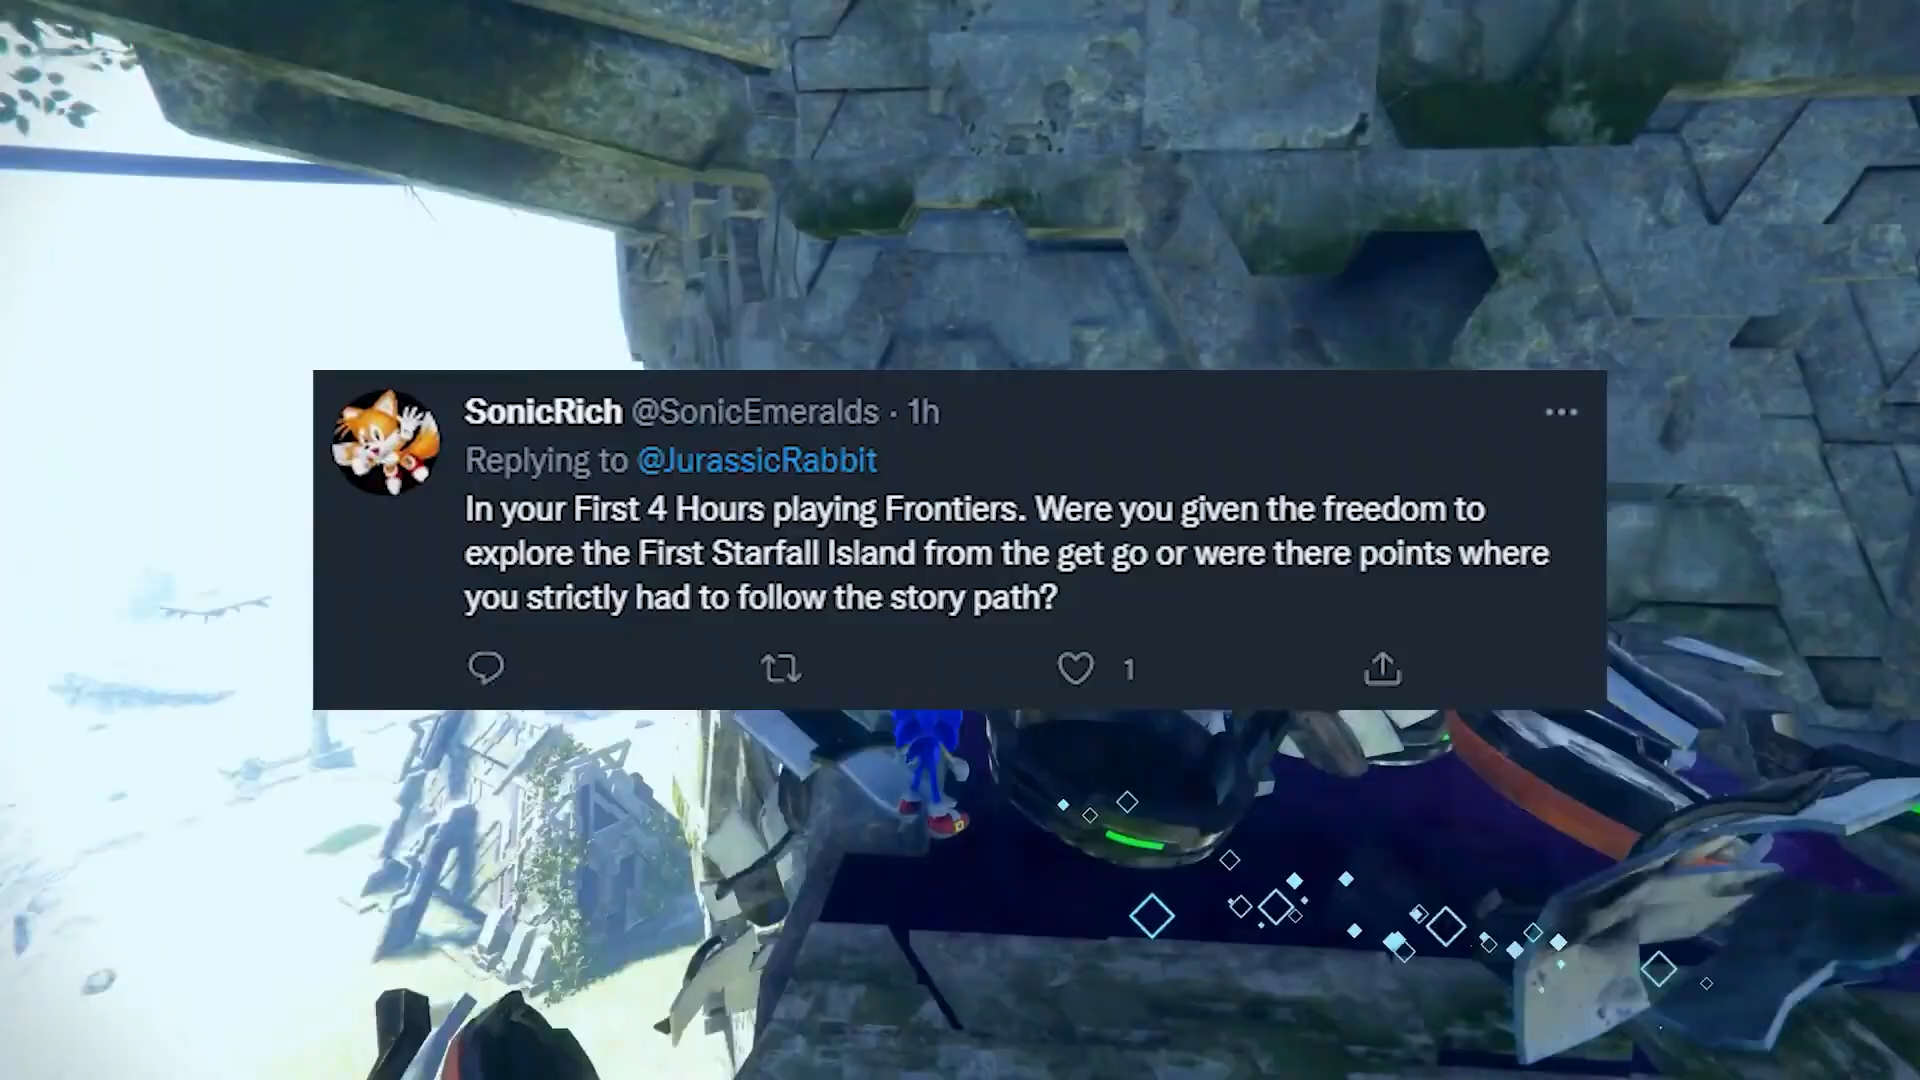 SonicRich @SonicEmeralds · 1h
Replying to @JurassicRabbit
In your First 4 Hours playing Frontiers. Were you given the freedom to
explore the First Starfall Island from the get go or were there points where
you strictly had to follow the story path?
1